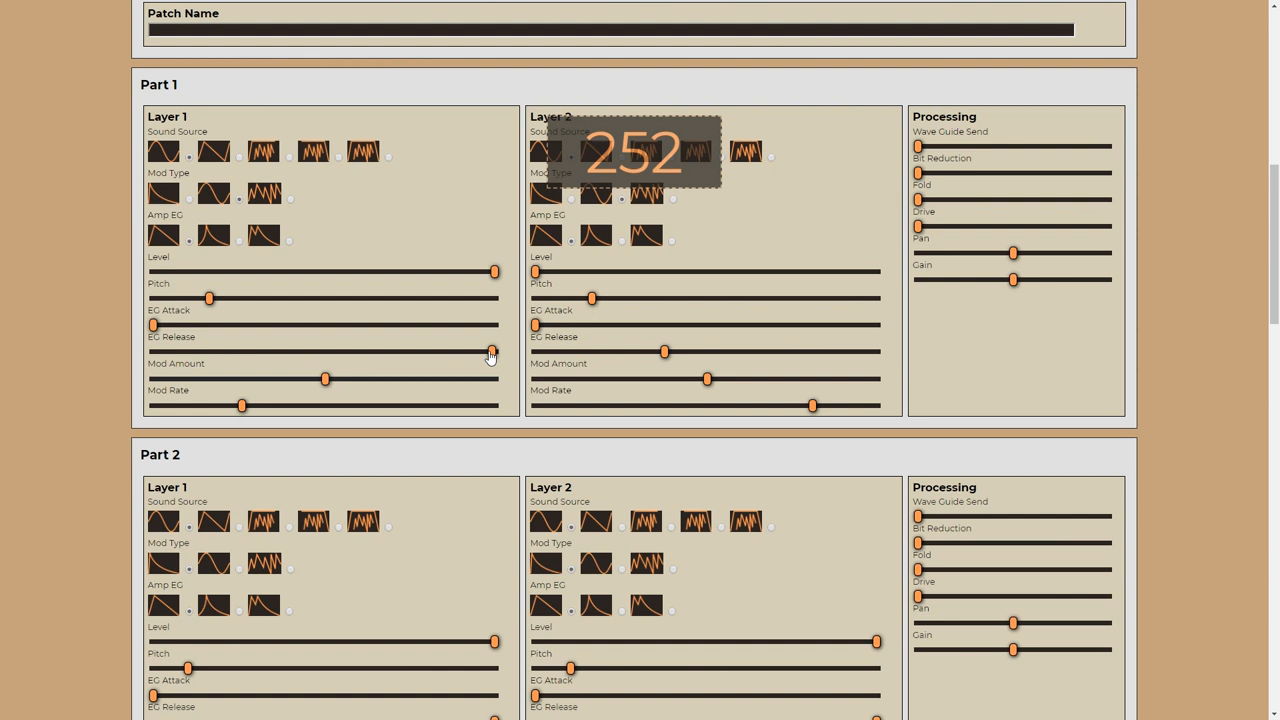 Patch Name
Part 1
Layer 1
Sound Source
Mod Type
Amp EG
Level
Pitch
EG Attack
EG Release
Mod Amount
Mod Rate
Layer 2
Sound Source
252
Mod Type
Amp EG
Level
Pitch
EG Attack
EG Release
Mod Amount
Mod Rate
Processing
Wave Guide Send
Bit Reduction
Fold
Drive
Pan
Gain
Part 2
Layer 1
Sound Source
Mod Type
Amp EG
Level
Pitch
EG Attack
EG Release
Layer 2
Sound Source
Mod Type
Amp EG
Level
Pitch
EG Attack
EG Release
Processing
Wave Guide Send
Bit Reduction
Fold
Drive
Pan
Gain